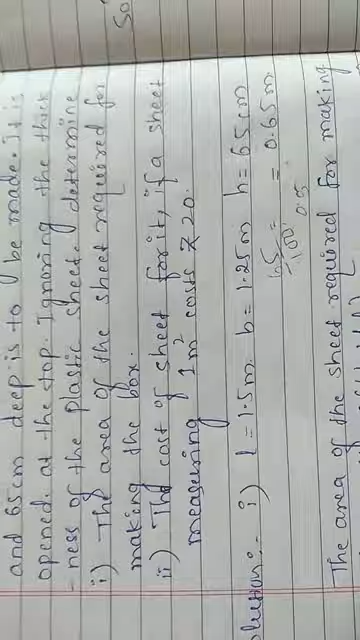 So
and 65cm deep is to be made. It is
opened at the top. Ignoring the thick
-ness of the plastic sheet, determine
i) The area of the sheet required for
making the box.
ii) The cost of sheet for it, if a sheet
measuring 1m² costs ₹ 20.
i) l = 1.5m b = 1.25m h = 65cm
65/100 = 0.65m
0.5
The area of the sheet required for making